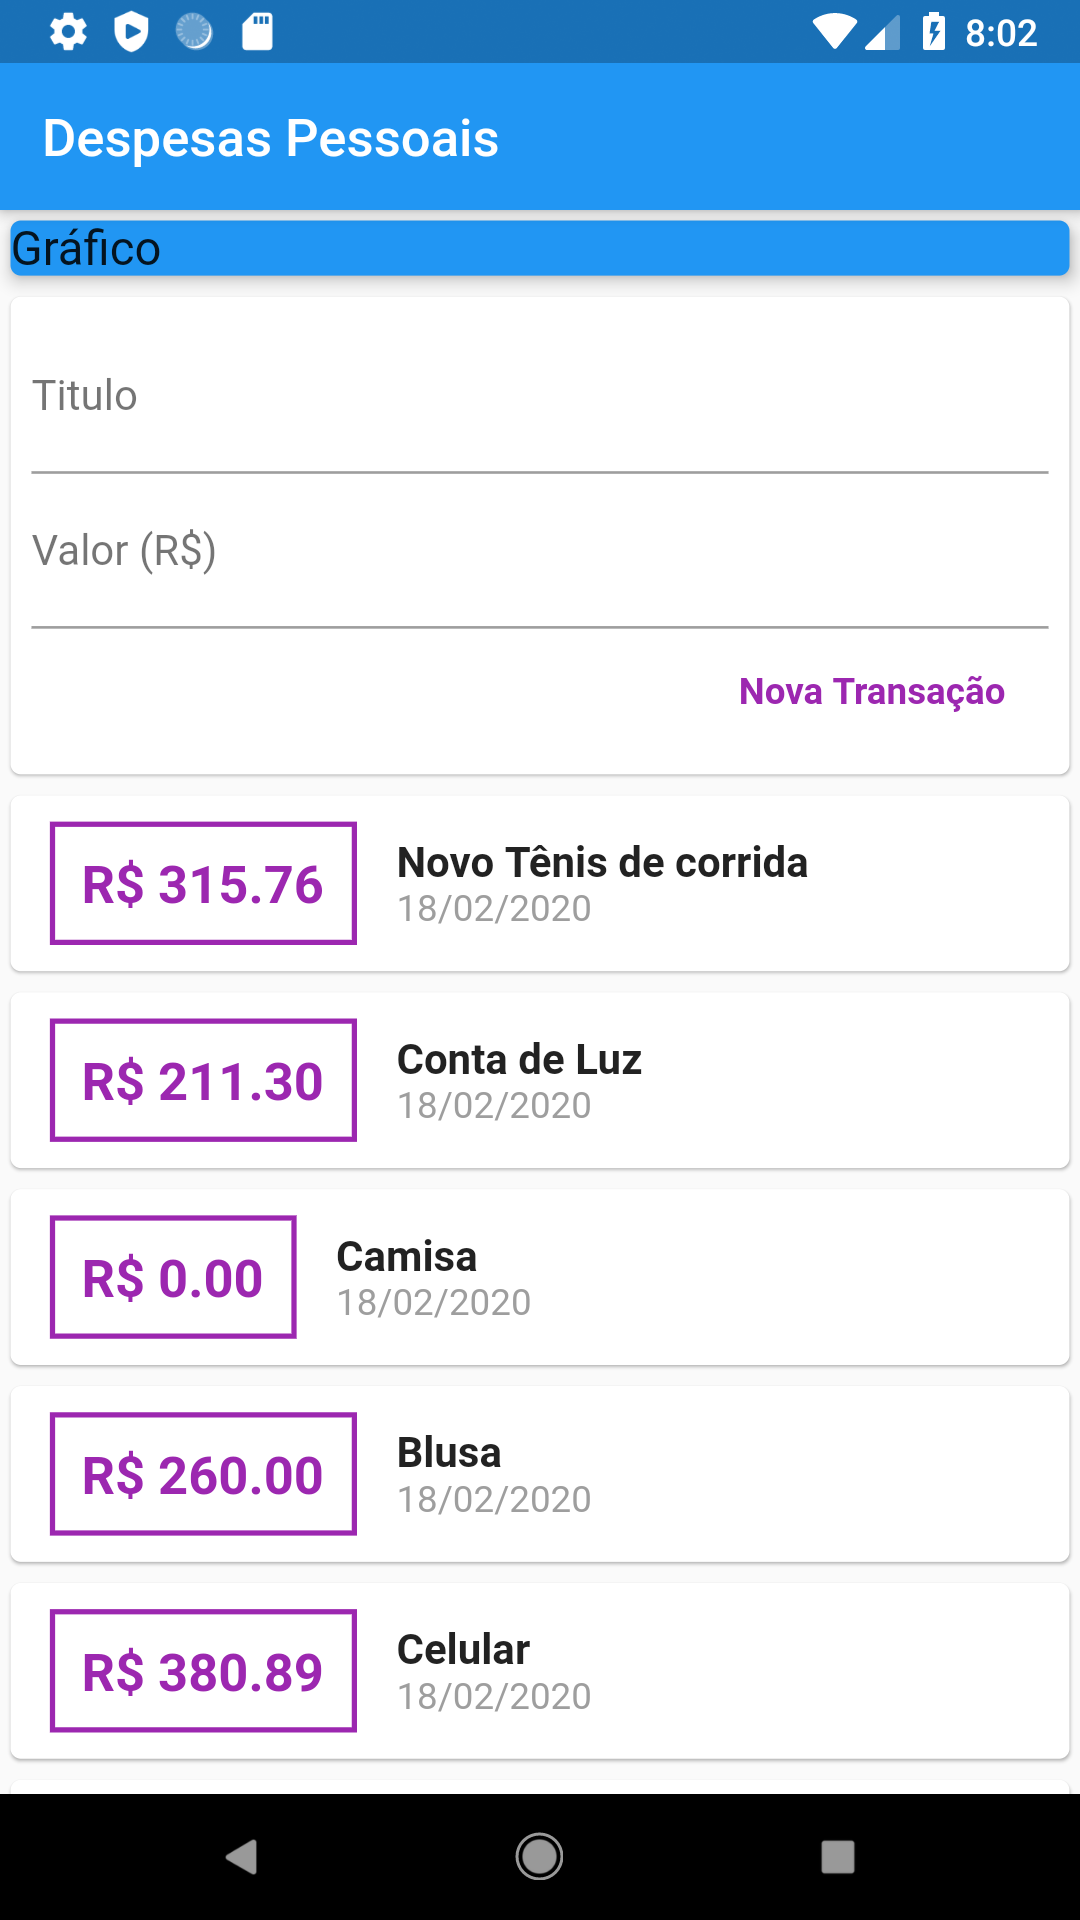 8:02
Despesas Pessoais
Gráfico
Titulo
Valor (R$)
Nova Transação
R$ 315.76
Novo Tênis de corrida
18/02/2020
R$ 211.30
Conta de Luz
18/02/2020
R$ 0.00
Camisa
18/02/2020
R$ 260.00
Blusa
18/02/2020
R$ 380.89
Celular
18/02/2020